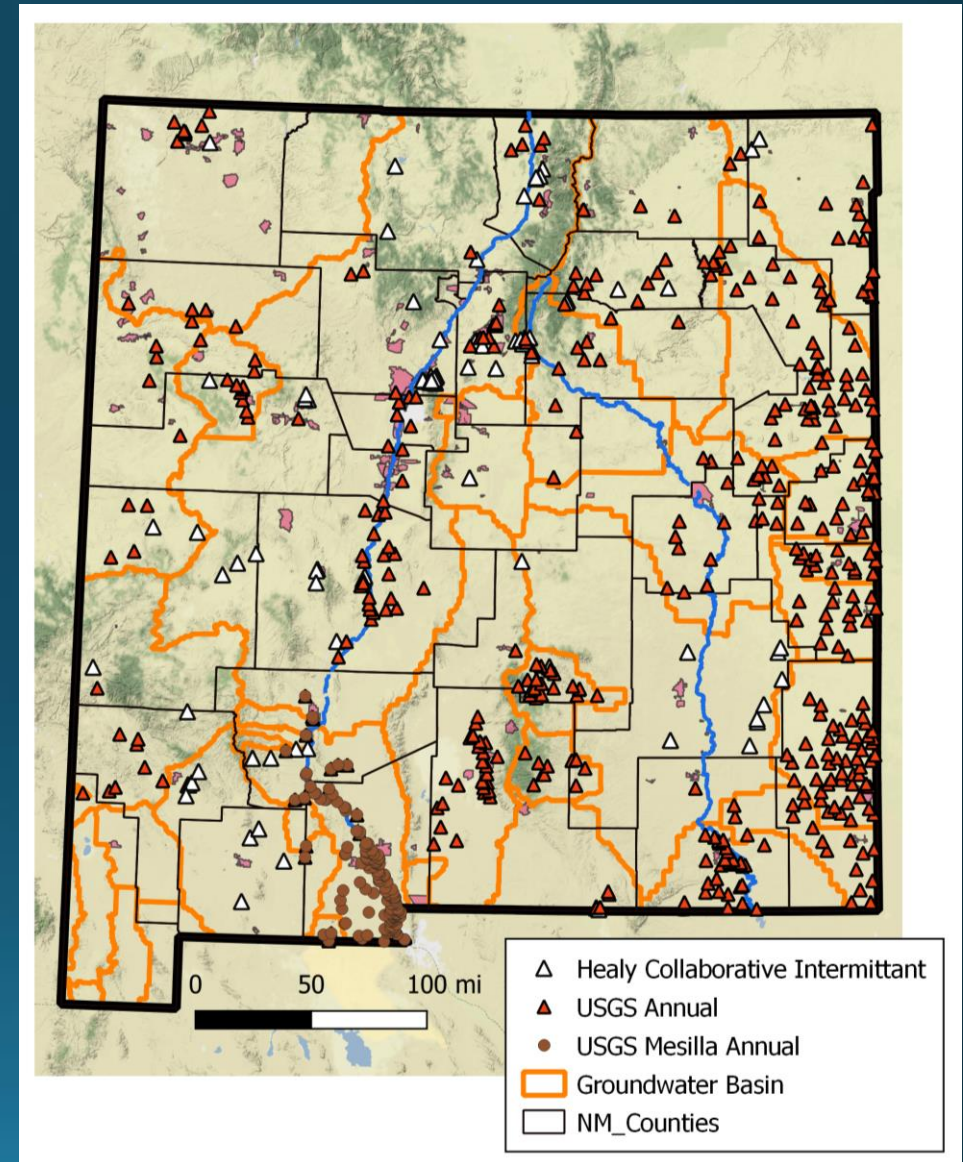 0 50 100 mi
Healy Collaborative Intermittant
USGS Annual
USGS Mesilla Annual
Groundwater Basin
NM_Counties